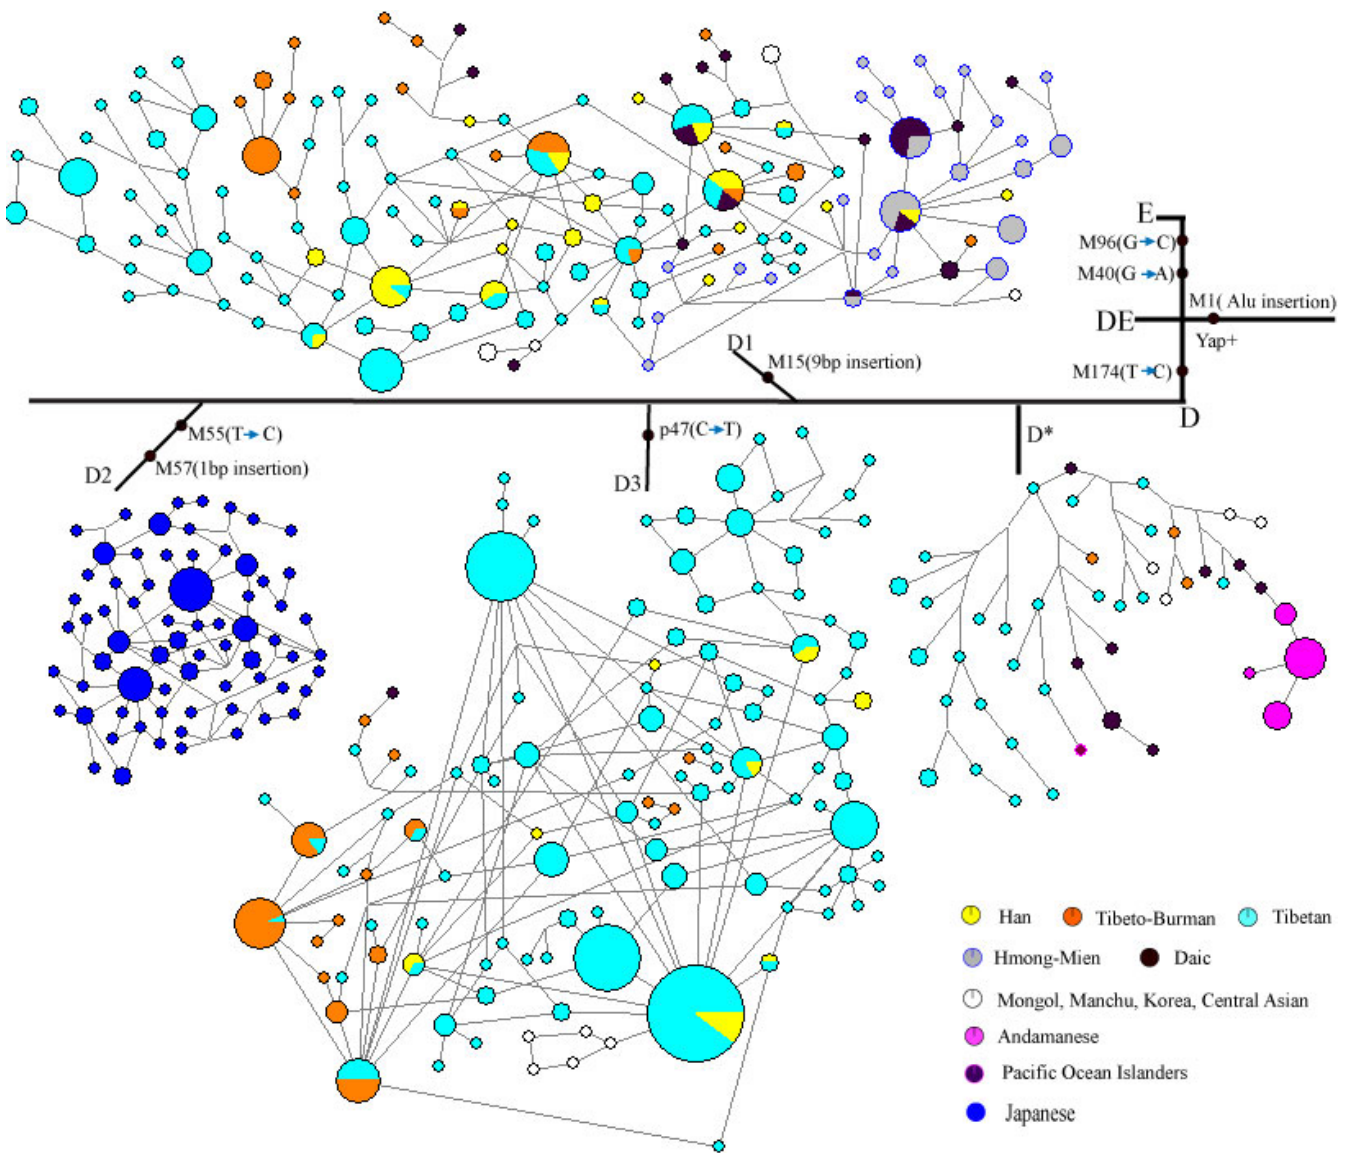 E
M96(G→C)
M40(G→A)
M1( Alu insertion)
DE
Yap+
D1
M15(9bp insertion)
M174(T→C)
D
M55(T→C)
p47(C→T)
D*
M57(1bp insertion)
D2
D3
Han
Tibeto-Burman
Tibetan
Hmong-Mien
Daic
Mongol, Manchu, Korea, Central Asian
Andamanese
Pacific Ocean Islanders
Japanese